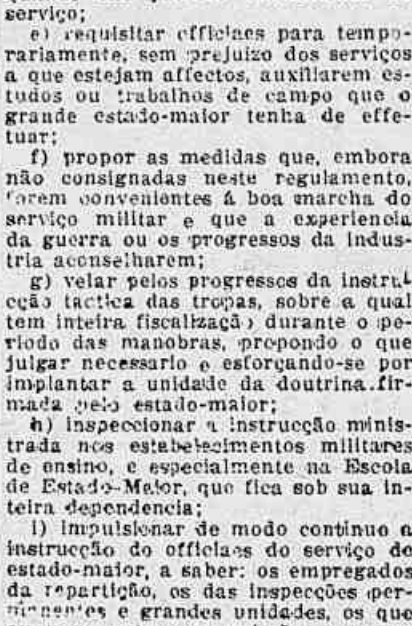 serviço;
e) requisitar officiaes para tempo-
rariamente, sem prejuizo dos serviços
a que estejam affectos, auxiliarem es-
tudos ou trabalhos de campo que o
grande estado-maior tenha de effe-
tuar;
f) propor as medidas que, embora
não consignadas neste regulamento,
forem convenientes á boa marcha do
serviço militar e que a experiencia
da guerra ou os progressos da indus-
tria aconselharem;
g) velar pelos progressos da instru-
cção tactica das tropas, sobre a qual
tem inteira fiscalização durante o pe-
riodo das manobras, propondo o que
julgar necessario e esforçando-se por
implantar a unidade da doutrina fir-
mada pelo estado-maior;
h) inspeccionar a instrucção minis-
trada nos estabelecimentos militares
de ensino, e especialmente na Escola
de Estado-Maior, que fica sob sua in-
teira dependencia;
i) impulsionar de modo continuo a
instrucção do officiaes do serviço de
estado-maior, a saber: os empregados
da repartição, os das inspecções per-
manentes e grandes unidades, os que